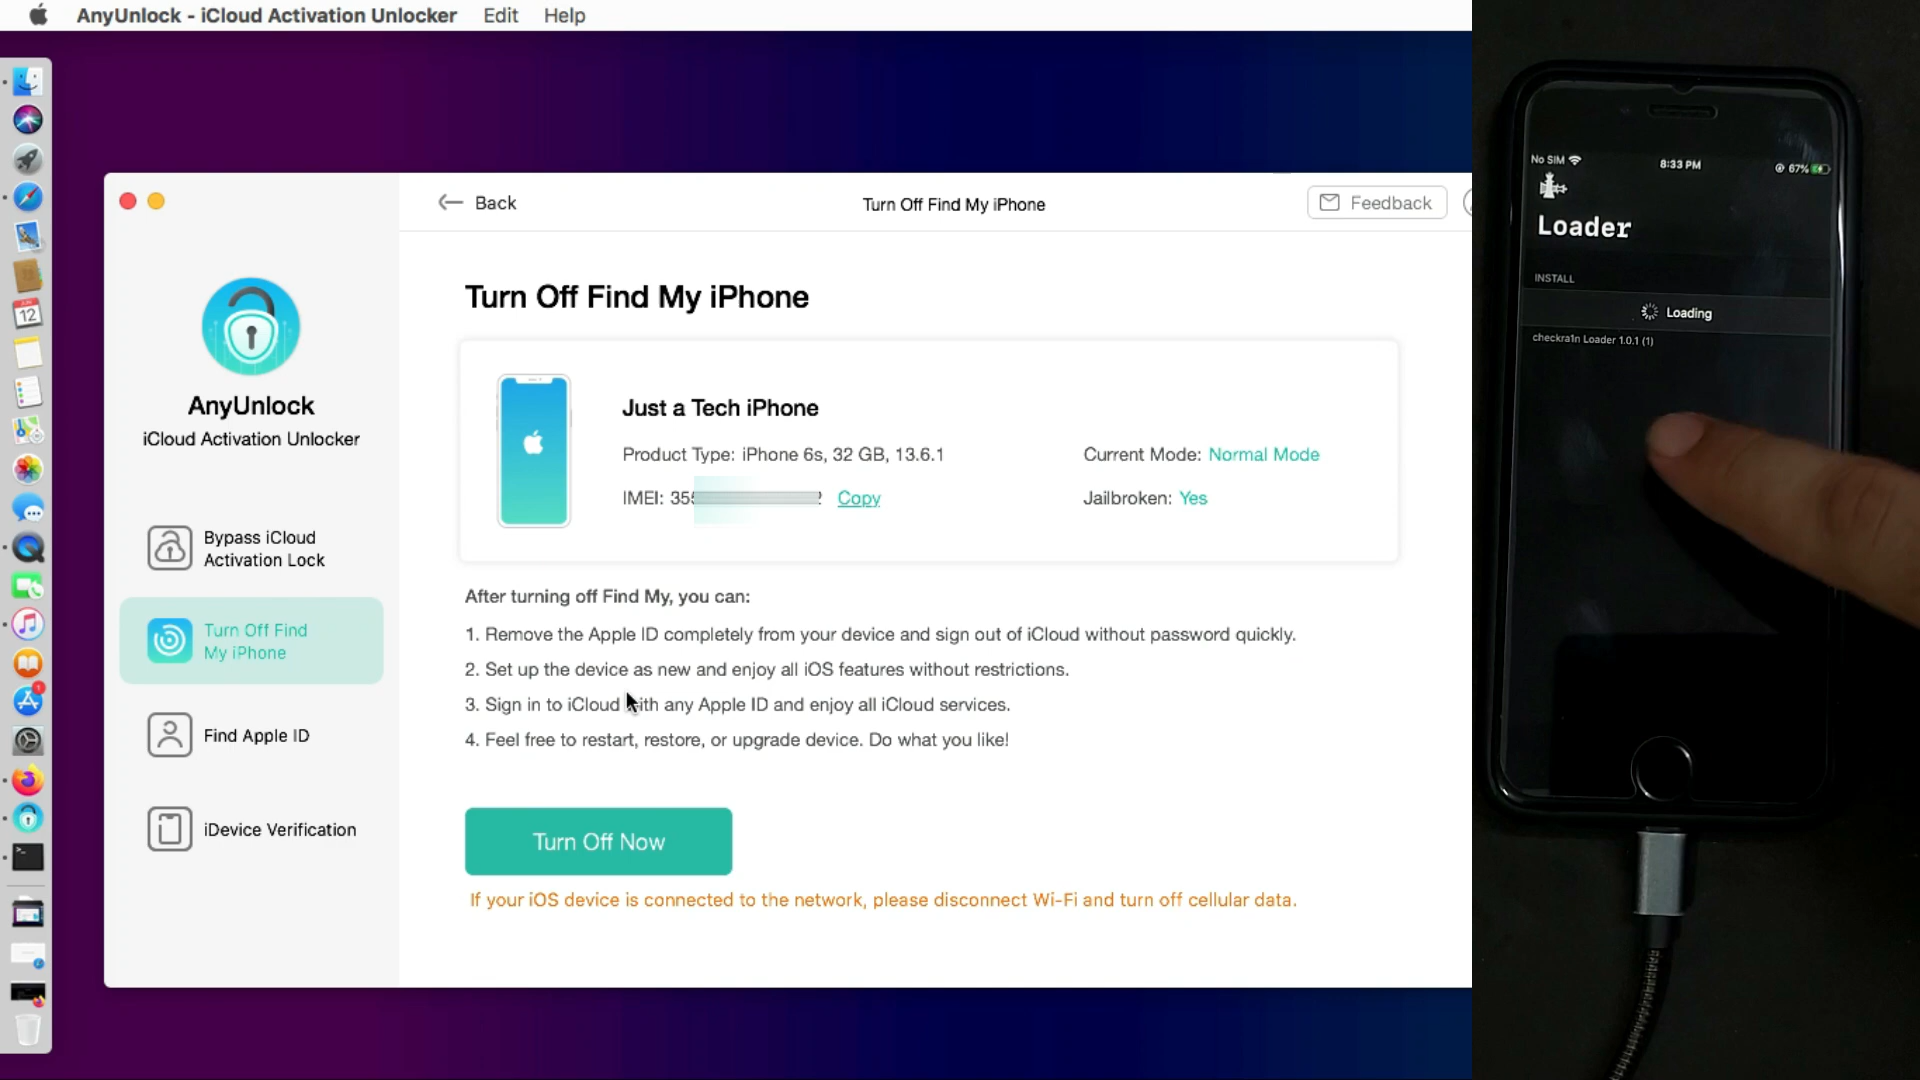 AnyUnlock - iCloud Activation Unlocker Edit Help
Back
Turn Off Find My iPhone
Feedback
AnyUnlock
iCloud Activation Unlocker
Bypass iCloud
Activation Lock
Turn Off Find
My iPhone
Find Apple ID
iDevice Verification
Turn Off Find My iPhone
Just a Tech iPhone
Product Type: iPhone 6s, 32 GB, 13.6.1
Current Mode: Normal Mode
IMEI: 35
Copy
Jailbroken: Yes
After turning off Find My, you can:
1. Remove the Apple ID completely from your device and sign out of iCloud without password quickly.
2. Set up the device as new and enjoy all iOS features without restrictions.
3. Sign in to iCloud with any Apple ID and enjoy all iCloud services.
4. Feel free to restart, restore, or upgrade device. Do what you like!
Turn Off Now
If your iOS device is connected to the network, please disconnect Wi-Fi and turn off cellular data.
JUN
12
1
No SIM
8:33 PM
67%
Loader
INSTALL
Loading
checkra1n Loader 1.0.1 (1)